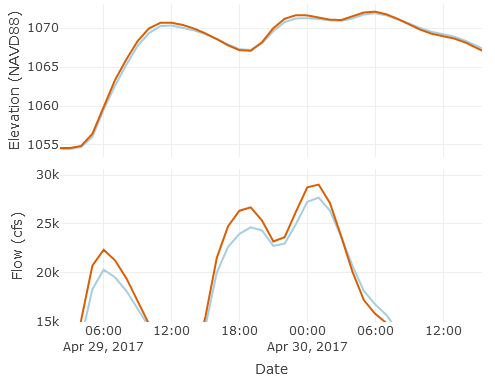 Elevation (NAVD88)
1070
1065
1060
1055
Flow (cfs)
30k
25k
20k
15k
06:00 12:00 18:00 00:00 06:00 12:00
Apr 29, 2017 Apr 30, 2017
Date